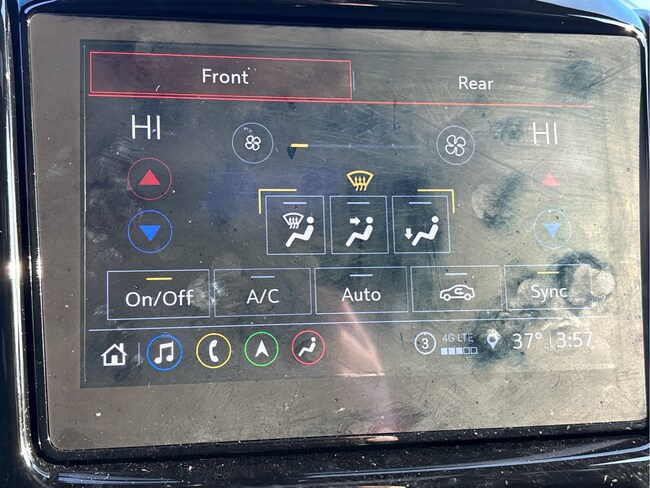 Front Rear
HI HI
On/Off A/C Auto Sync
3 4G LTE 37° 3:57